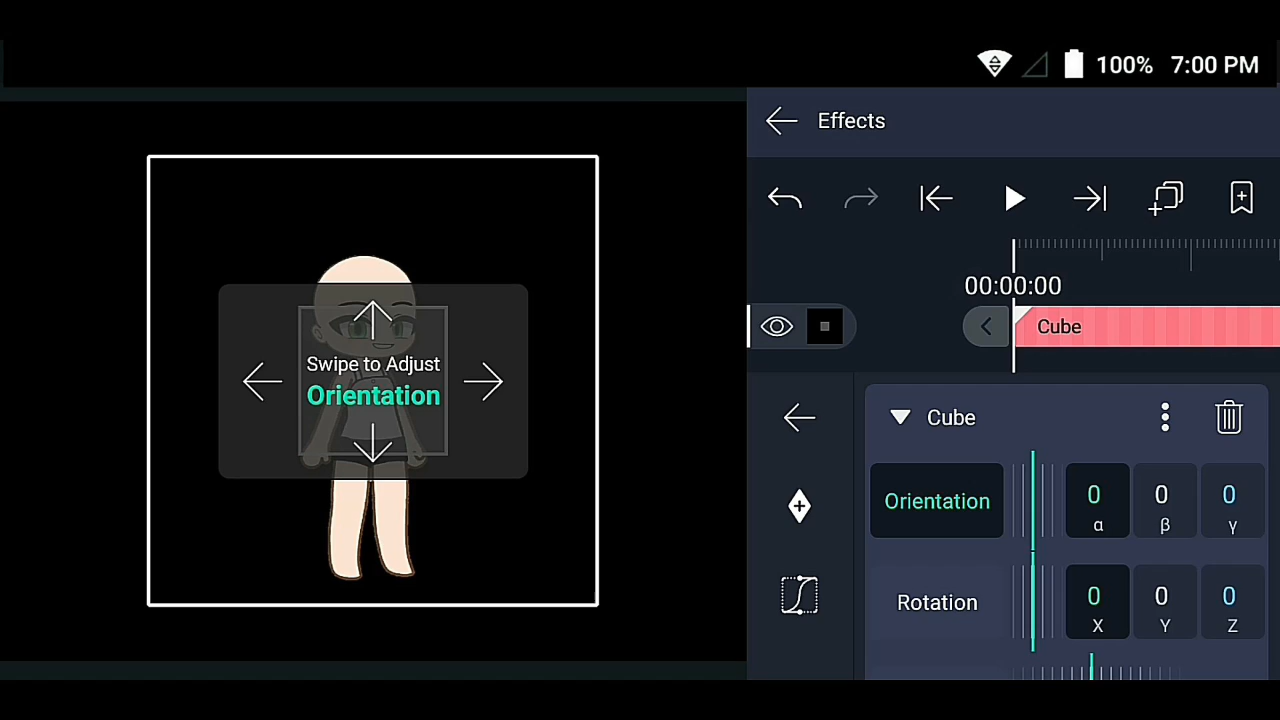 100% 7:00 PM
Effects
00:00:00
Cube
Swipe to Adjust
Orientation
Cube
Orientation 0 0 0
α β γ
Rotation 0 0 0
X Y Z